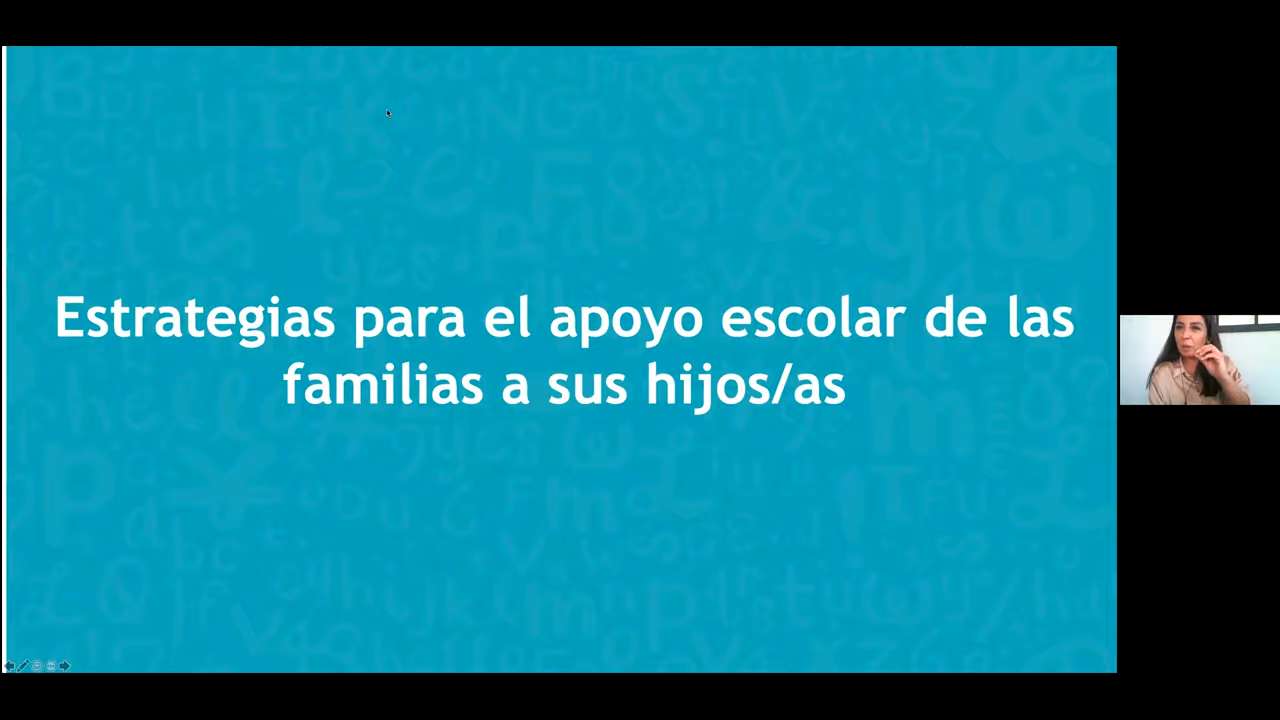 Estrategias para el apoyo escolar de las
familias a sus hijos/as